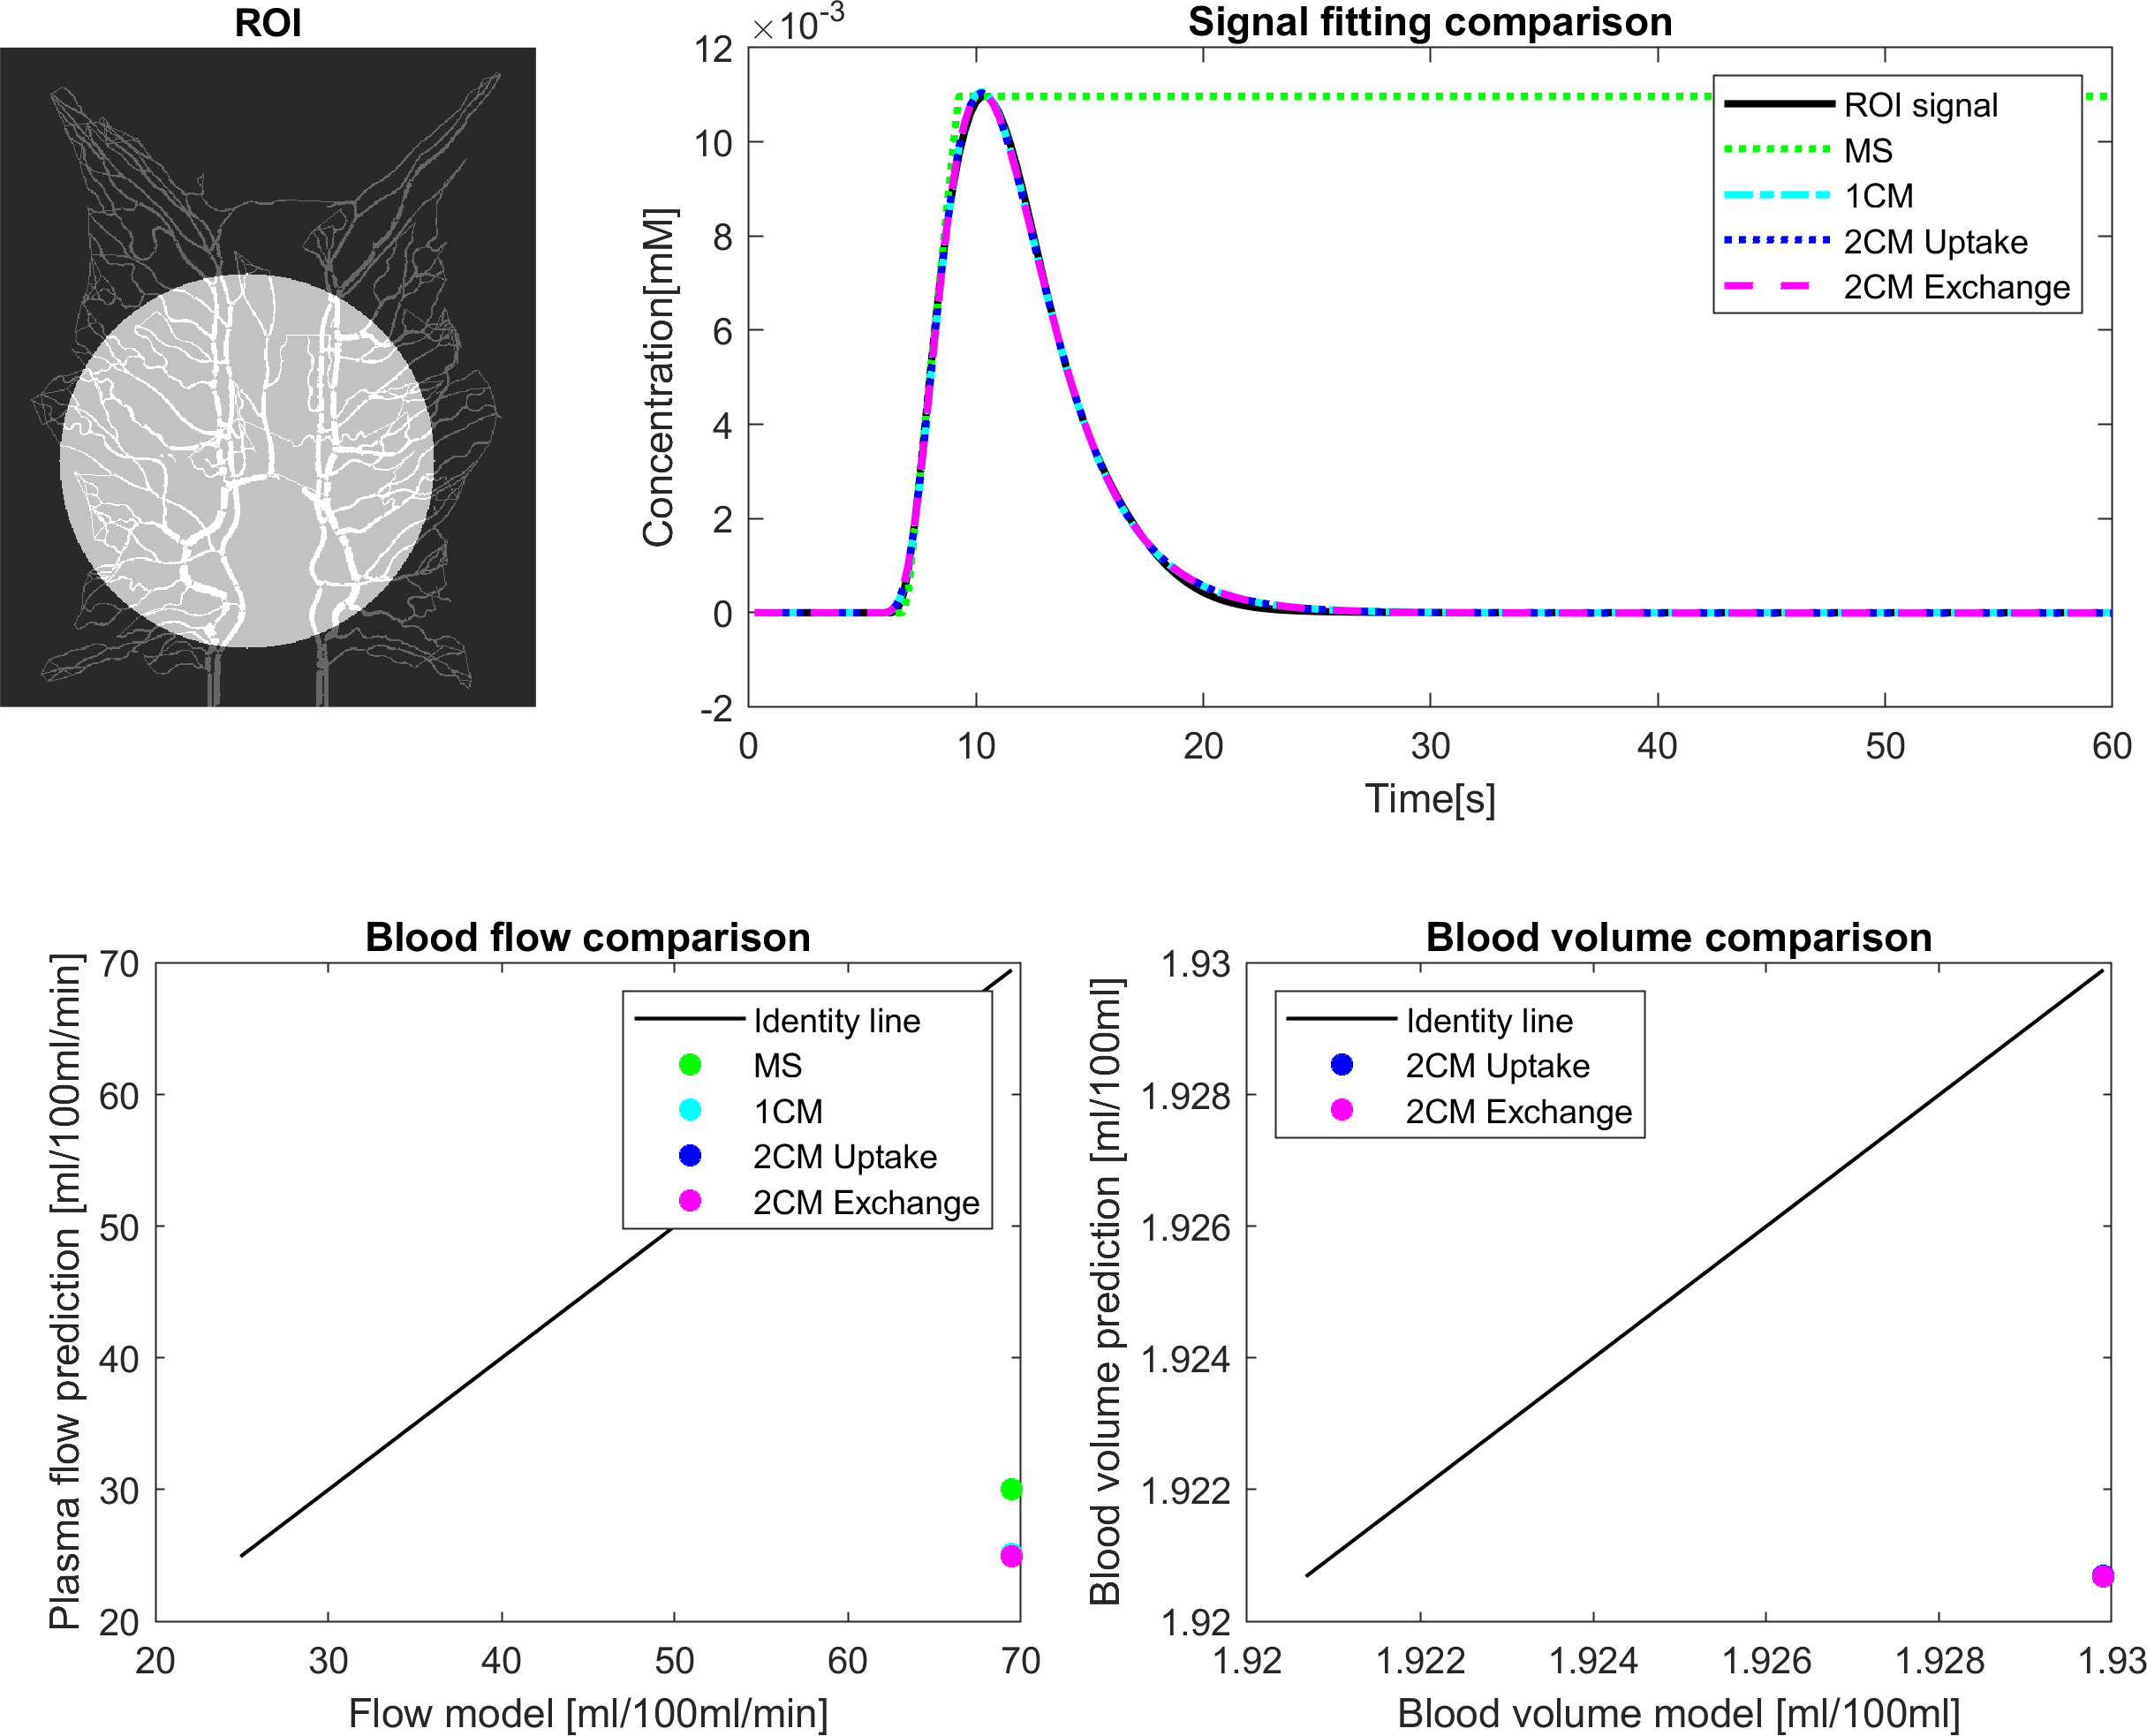 ROI
Signal fitting comparison
×10-3
12
10
8
6
4
2
0
-2
Concentration[mM]
0 10 20 30 40 50 60
Time[s]
ROI signal
MS
1CM
2CM Uptake
2CM Exchange
Blood flow comparison
70
60
50
40
30
20
Plasma flow prediction [ml/100ml/min]
20 30 40 50 60 70
Flow model [ml/100ml/min]
Identity line
MS
1CM
2CM Uptake
2CM Exchange
Blood volume comparison
1.93
1.928
1.926
1.924
1.922
1.92
Blood volume prediction [ml/100ml]
1.92 1.922 1.924 1.926 1.928 1.93
Blood volume model [ml/100ml]
Identity line
2CM Uptake
2CM Exchange